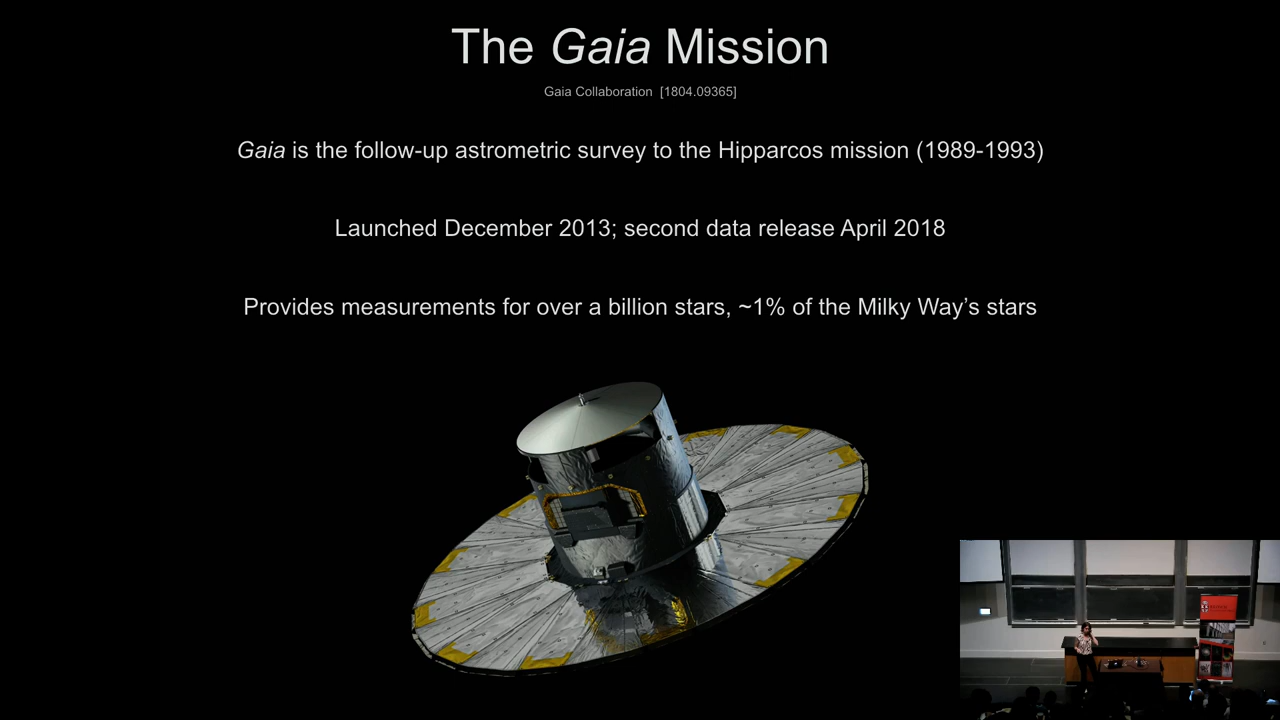 The Gaia Mission
Gaia Collaboration [1804.09365]
Gaia is the follow-up astrometric survey to the Hipparcos mission (1989-1993)
Launched December 2013; second data release April 2018
Provides measurements for over a billion stars, ~1% of the Milky Way’s stars